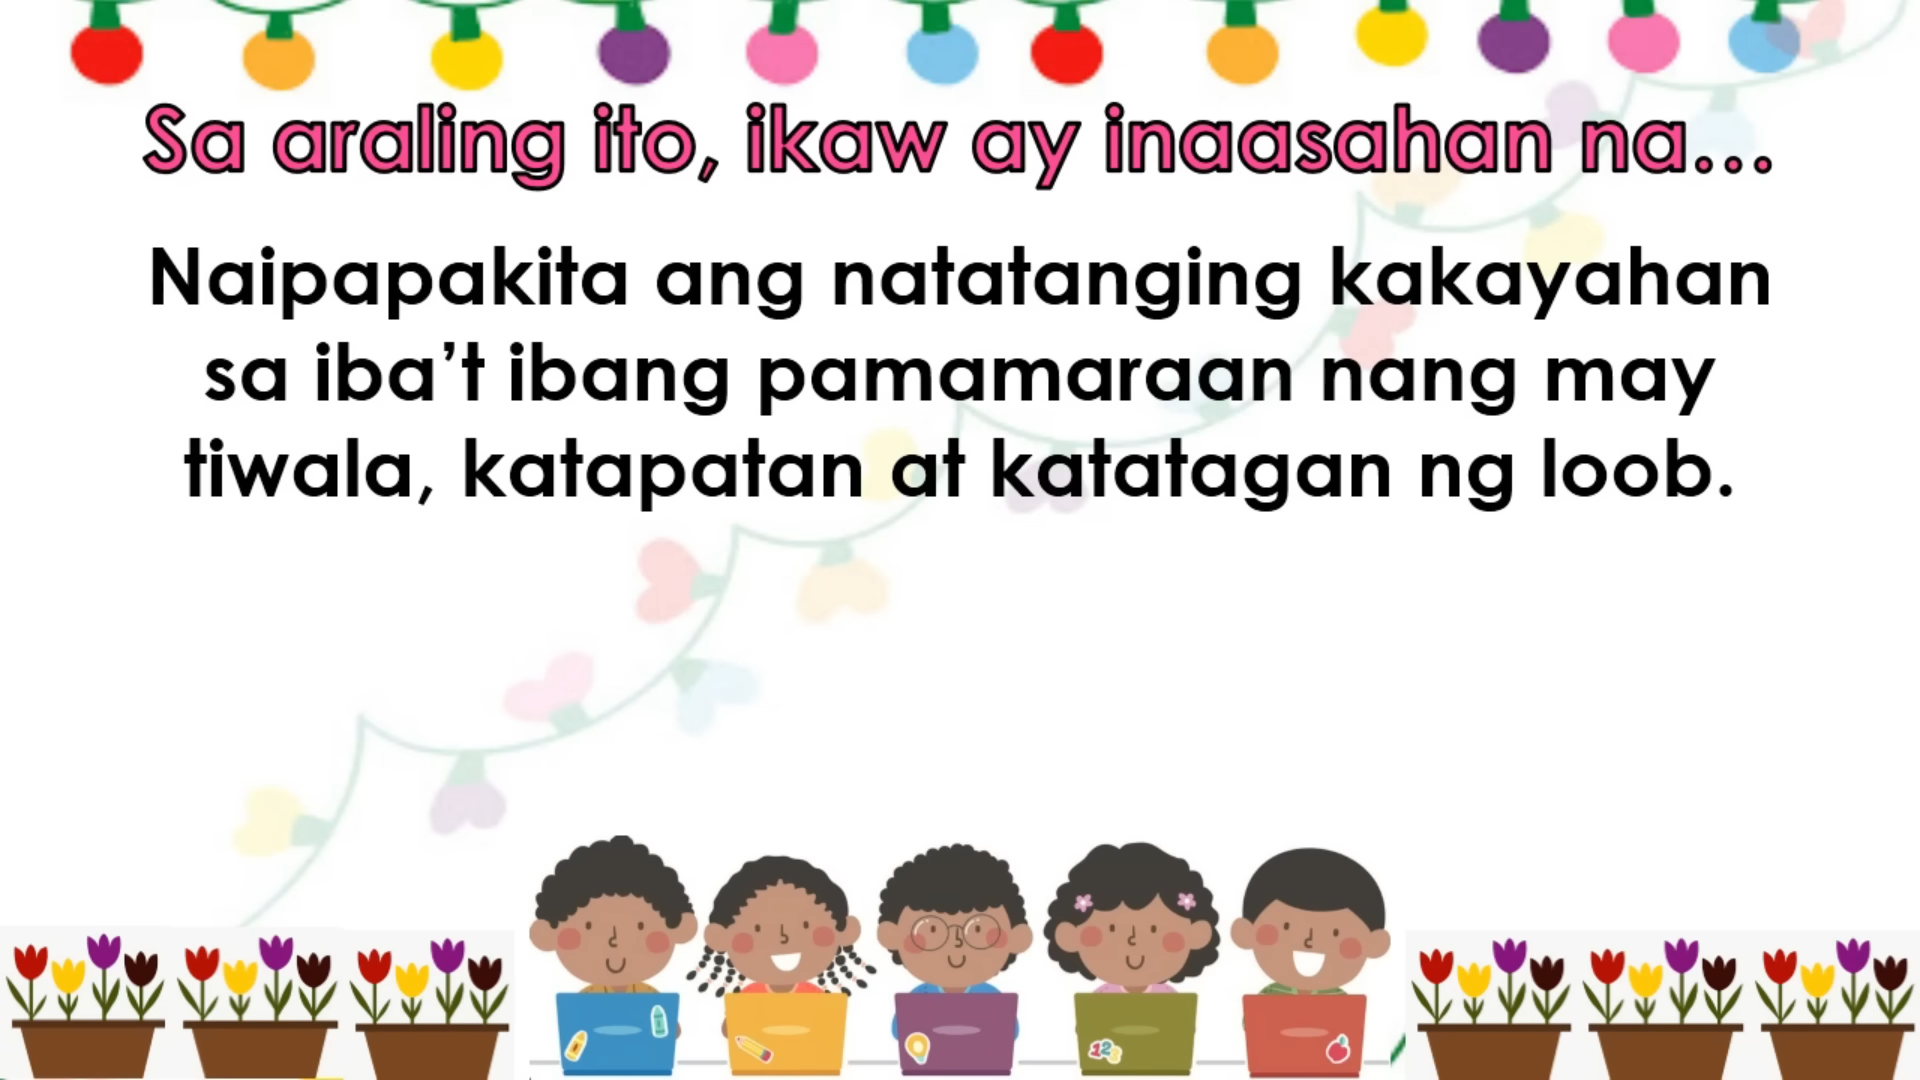 Sa araling ito, ikaw ay inaasahan na...
Naipapakita ang natatanging kakayahan
sa iba’t ibang pamamaraan nang may
tiwala, katapatan at katatagan ng loob.
123